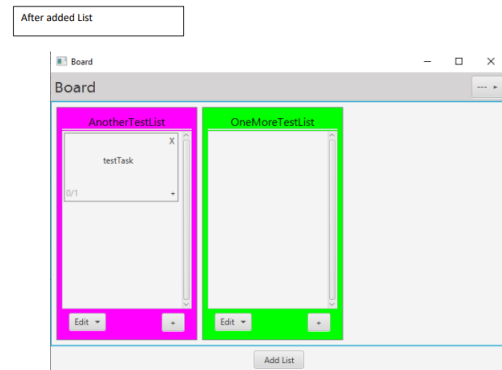 After added List
Board
Board
--- ▸
AnotherTestList
OneMoreTestList
X
testTask
0/1
+
Edit
+
Edit
+
Add List